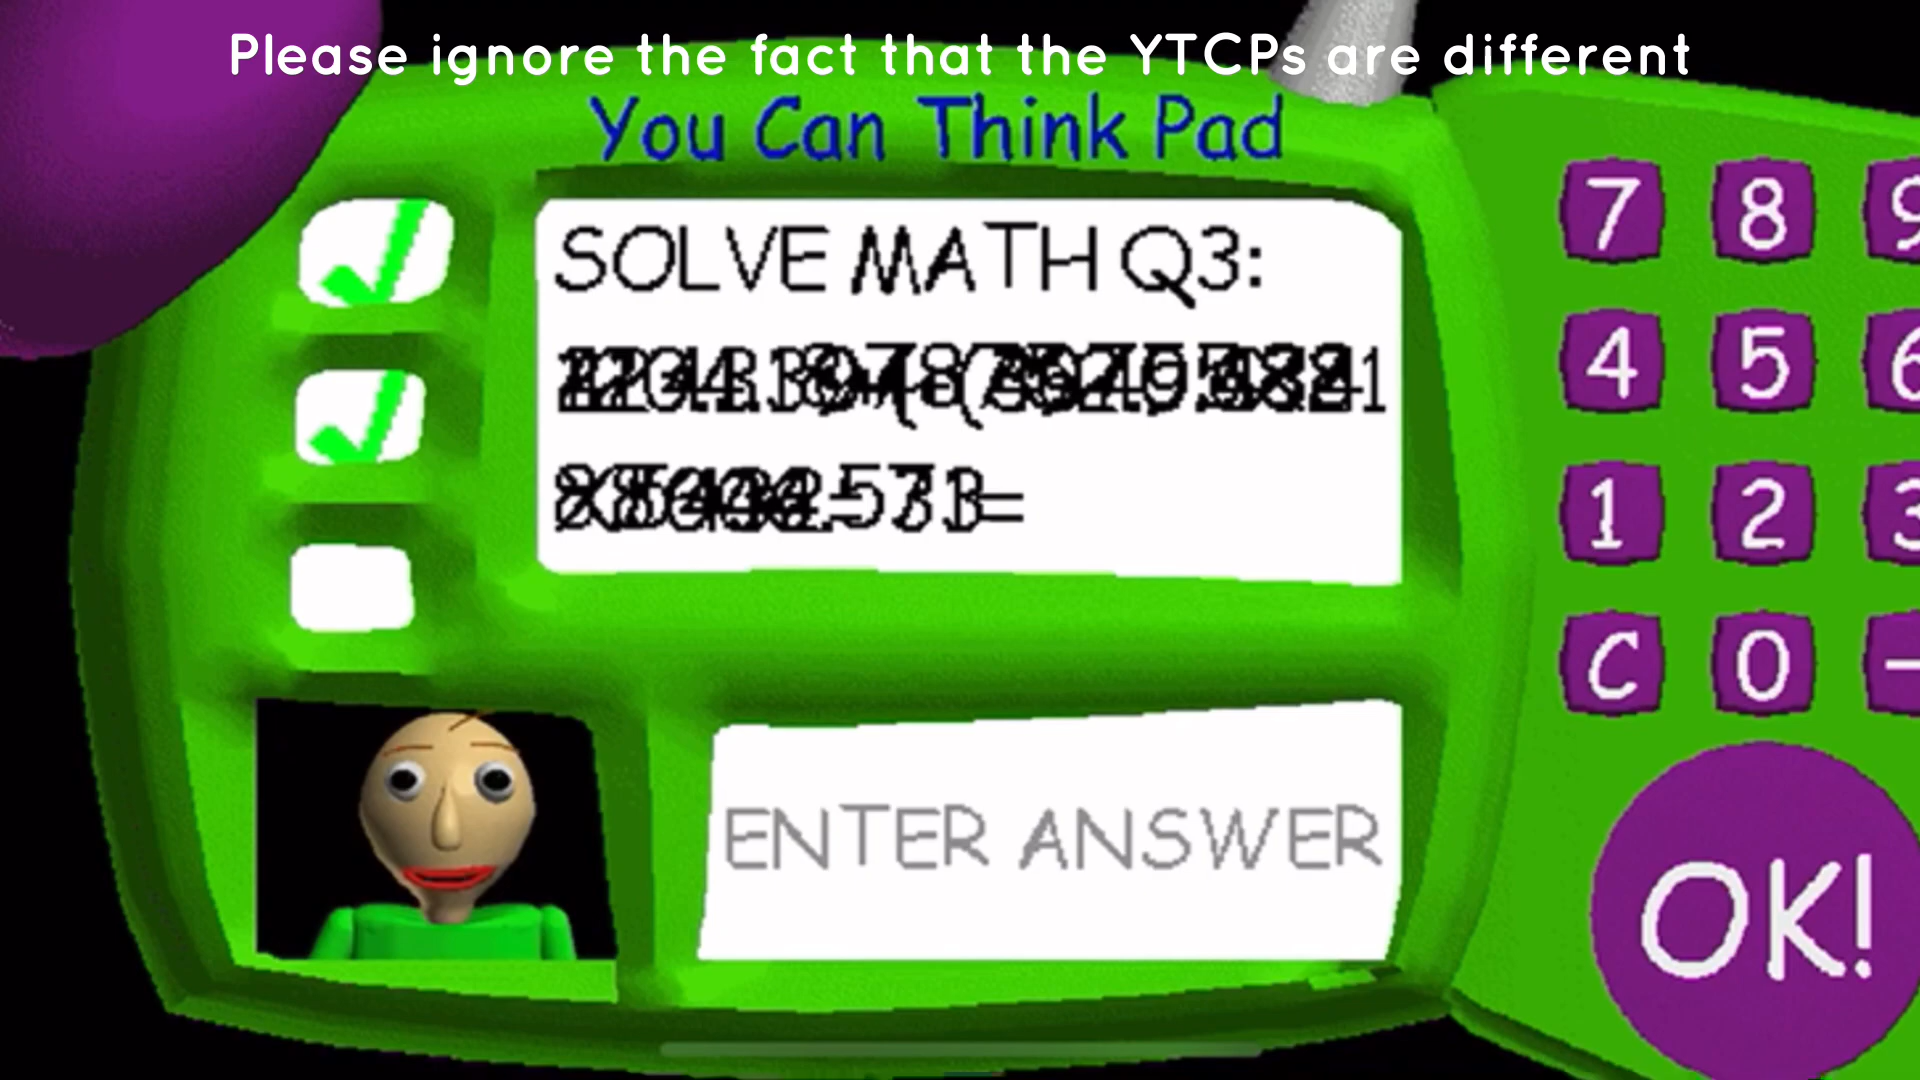 Please ignore the fact that the YTCPs are different
You Can Think Pad
SOLVE MATH Q3:
ENTER ANSWER
7 8 9
4 5 6
1 2 3
C 0 -
OK!